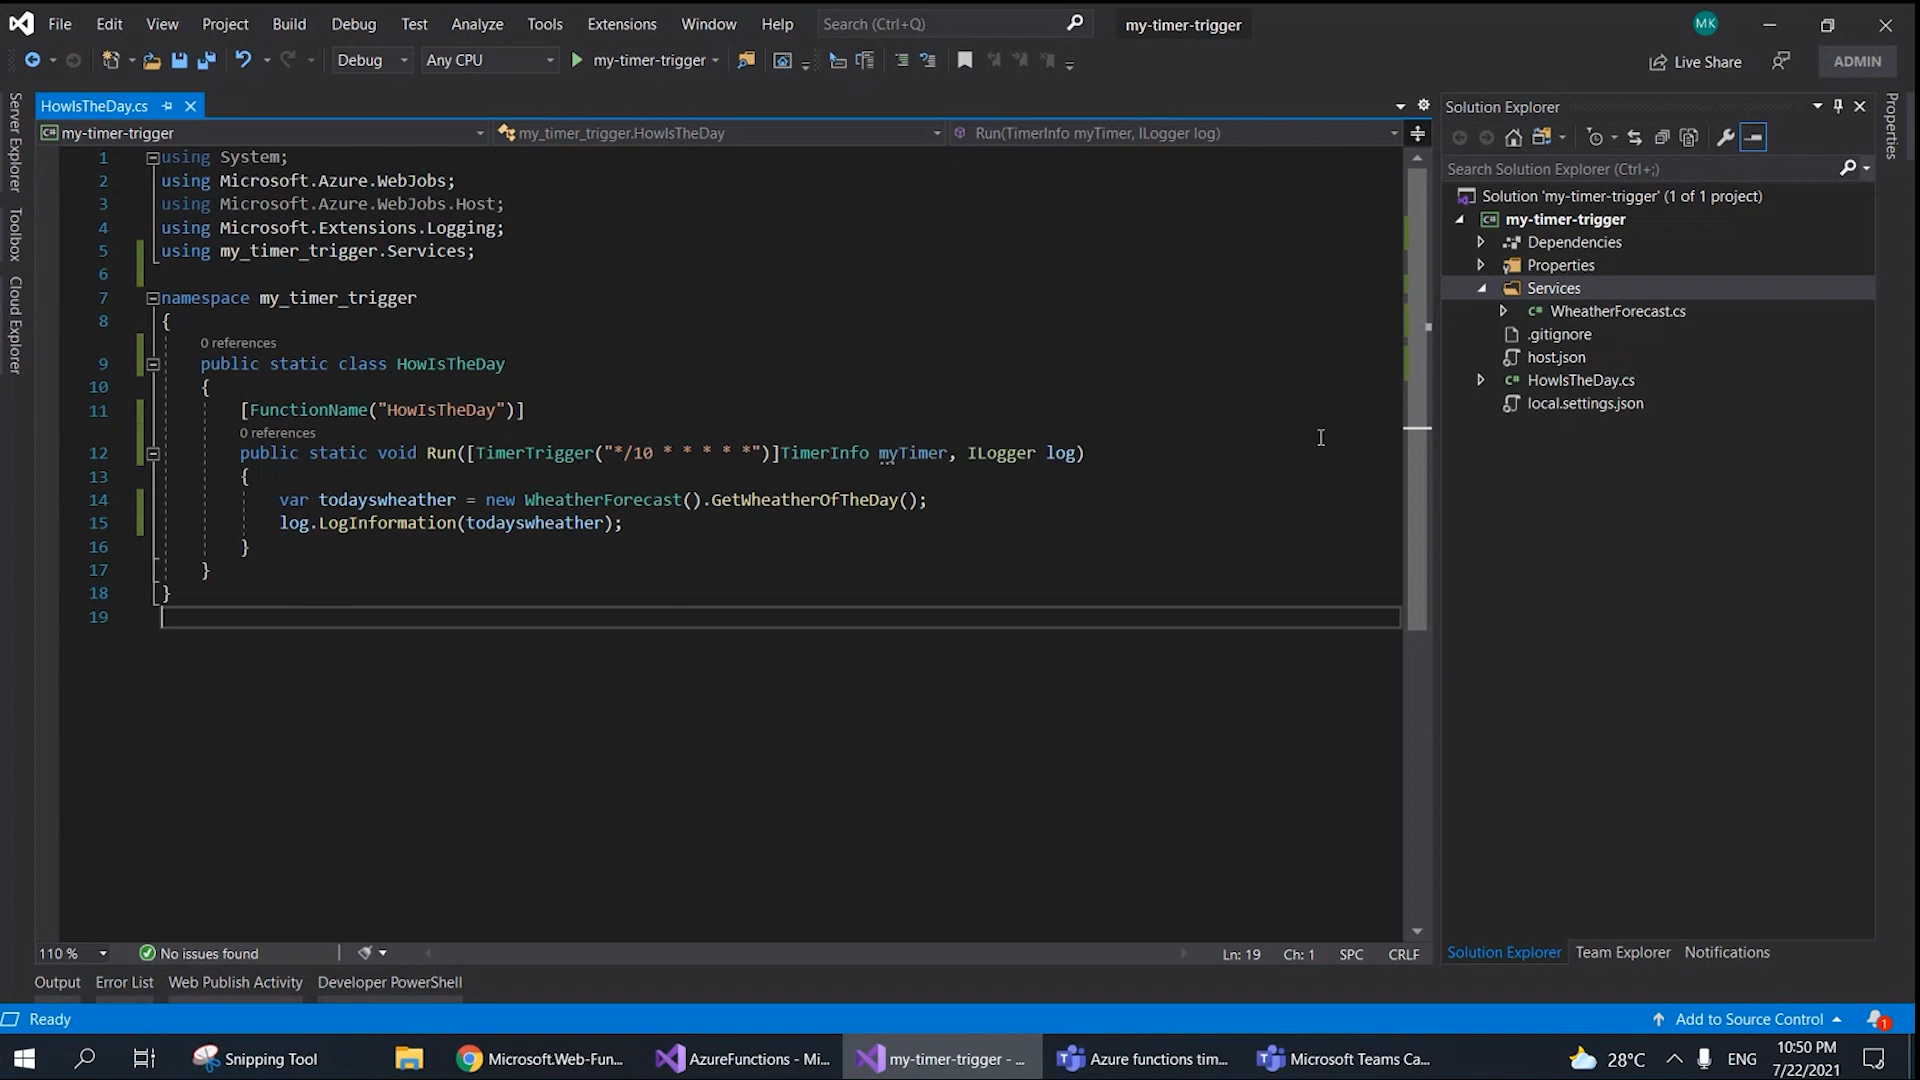 File Edit View Project Build Debug Test Analyze Tools Extensions Window Help Search (Ctrl+Q) my-timer-trigger MK
Debug Any CPU my-timer-trigger Live Share ADMIN
Server Explorer
Toolbox
Cloud Explorer
HowIsTheDay.cs
my-timer-trigger my_timer_trigger.HowIsTheDay Run(TimerInfo myTimer, ILogger log)
1 using System;
2 using Microsoft.Azure.WebJobs;
3 using Microsoft.Azure.WebJobs.Host;
4 using Microsoft.Extensions.Logging;
5 using my_timer_trigger.Services;
6
7 namespace my_timer_trigger
8 {
0 references
9 public static class HowIsTheDay
10 {
11 [FunctionName("HowIsTheDay")]
0 references
12 public static void Run([TimerTrigger("*/10 * * * * *")]TimerInfo myTimer, ILogger log)
13 {
14 var todayswheather = new WheatherForecast().GetWheatherOfTheDay();
15 log.LogInformation(todayswheather);
16 }
17 }
18 }
19
110 % No issues found Ln: 19 Ch: 1 SPC CRLF
Output Error List Web Publish Activity Developer PowerShell
Solution Explorer
Search Solution Explorer (Ctrl+;)
Solution 'my-timer-trigger' (1 of 1 project)
my-timer-trigger
Dependencies
Properties
Services
C# WheatherForecast.cs
.gitignore
host.json
C# HowIsTheDay.cs
local.settings.json
Solution Explorer Team Explorer Notifications
Properties
Ready Add to Source Control 1
Snipping Tool Microsoft.Web-Fun... AzureFunctions - Mi... my-timer-trigger - ... Azure functions tim... Microsoft Teams Ca... 28°C ENG 10:50 PM
7/22/2021